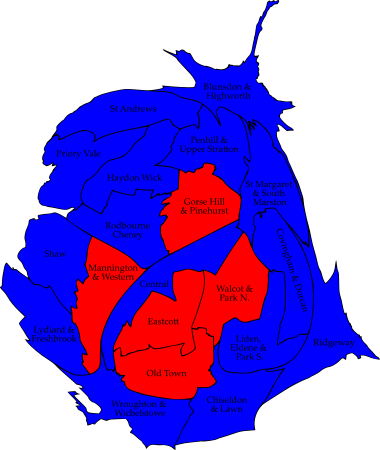 Blunsdon &
Highworth
St Andrews
Penhill &
Upper Stratton
Priory Vale
Haydon Wick
St Margaret
& South
Marston
Gorse Hill
& Pinehurst
Rodbourne
Cheney
Covingham & Dorcan
Shaw
Mannington
& Western
Central
Walcot &
Park N.
Eastcott
Lydiard &
Freshbrook
Liden,
Eldene &
Park S.
Ridgeway
Old Town
Wroughton &
Wichelstowe
Chiseldon
& Lawn